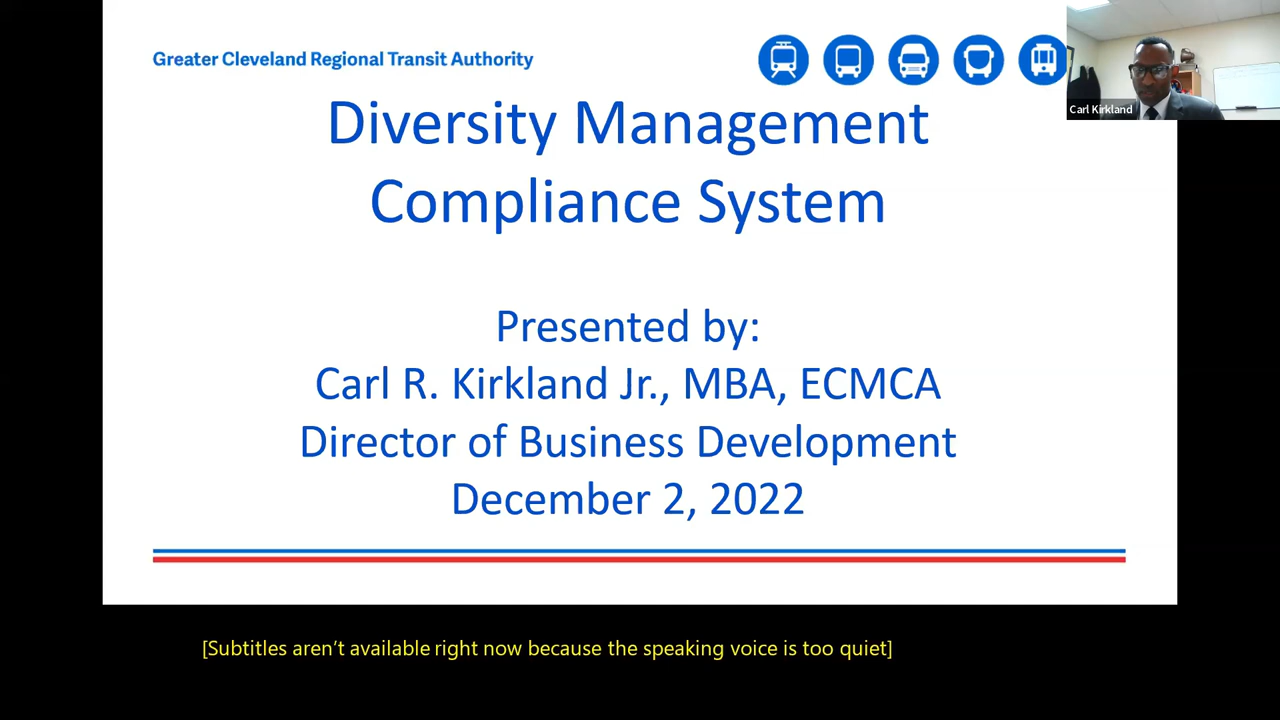 Greater Cleveland Regional Transit Authority
Carl Kirkland
Diversity Management
Compliance System
Presented by:
Carl R. Kirkland Jr., MBA, ECMCA
Director of Business Development
December 2, 2022
[Subtitles aren't available right now because the speaking voice is too quiet]